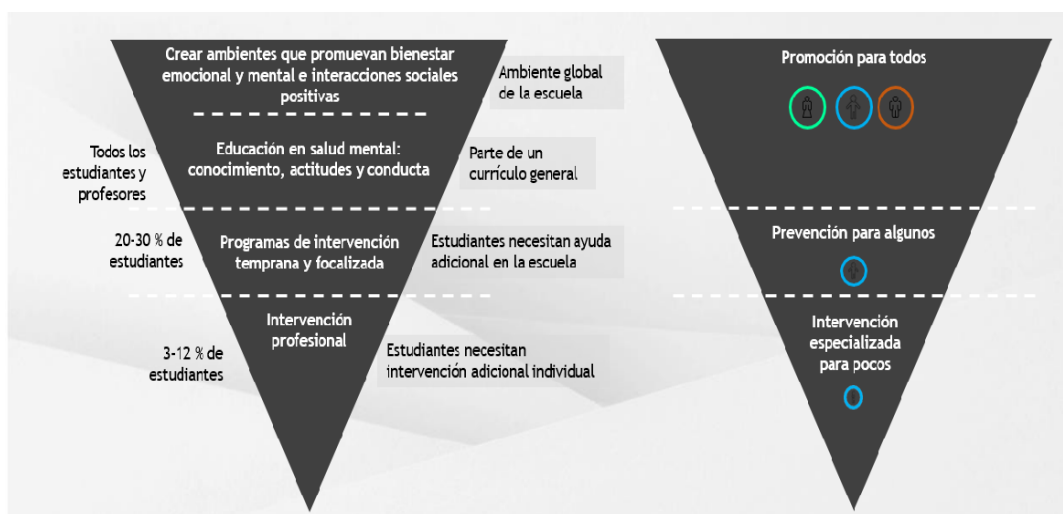 Crear ambientes que promuevan bienestar
emocional y mental e interacciones sociales
positivas
Ambiente global
de la escuela
Todos los
estudiantes y
profesores
Educación en salud mental:
conocimiento, actitudes y conducta
Parte de un
currículo general
20-30 % de
estudiantes
Programas de intervención
temprana y focalizada
Estudiantes necesitan ayuda
adicional en la escuela
Intervención
profesional
3-12 % de
estudiantes
Estudiantes necesitan
intervención adicional individual
Promoción para todos
Prevención para algunos
Intervención
especializada
para pocos